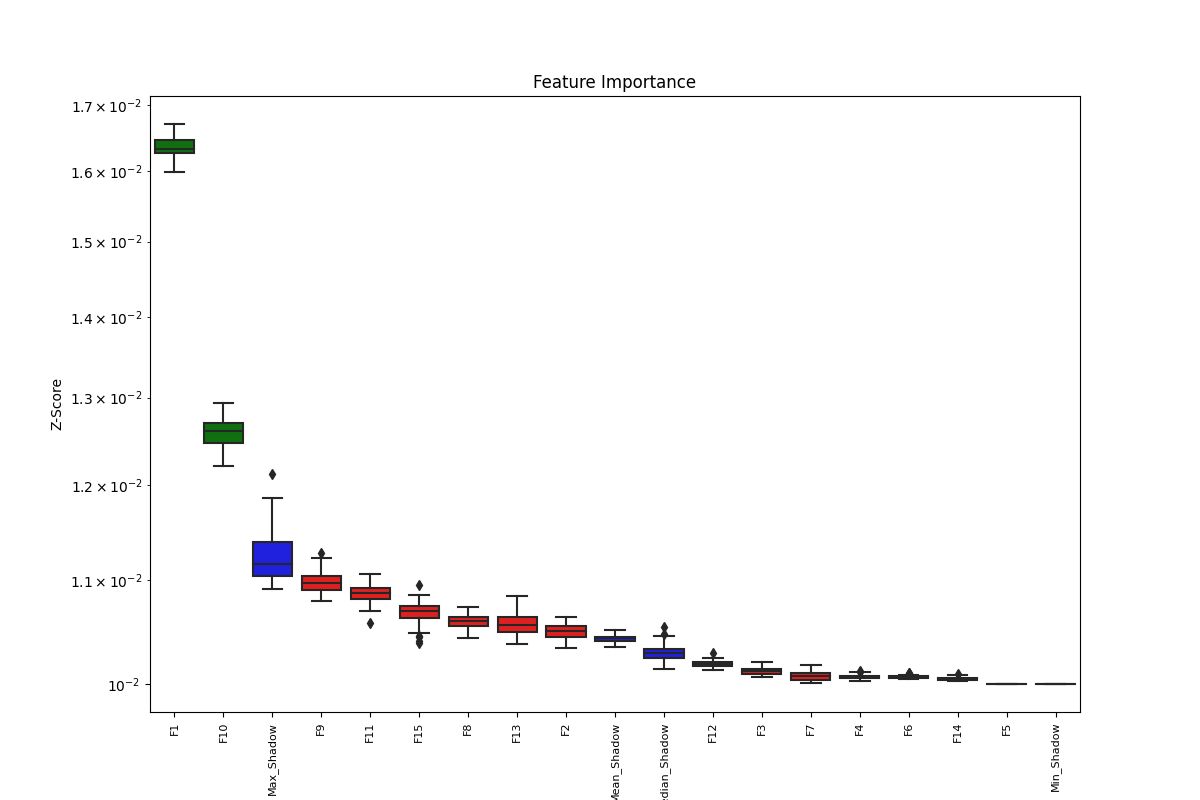 Feature Importance
1.7 × 10⁻²
1.6 × 10⁻²
1.5 × 10⁻²
1.4 × 10⁻²
1.3 × 10⁻²
1.2 × 10⁻²
1.1 × 10⁻²
10⁻²
Z-Score
F1
F10
Max_Shadow
F9
F11
F15
F8
F13
F2
Mean_Shadow
edian_Shadow
F12
F3
F7
F4
F6
F14
F5
Min_Shadow